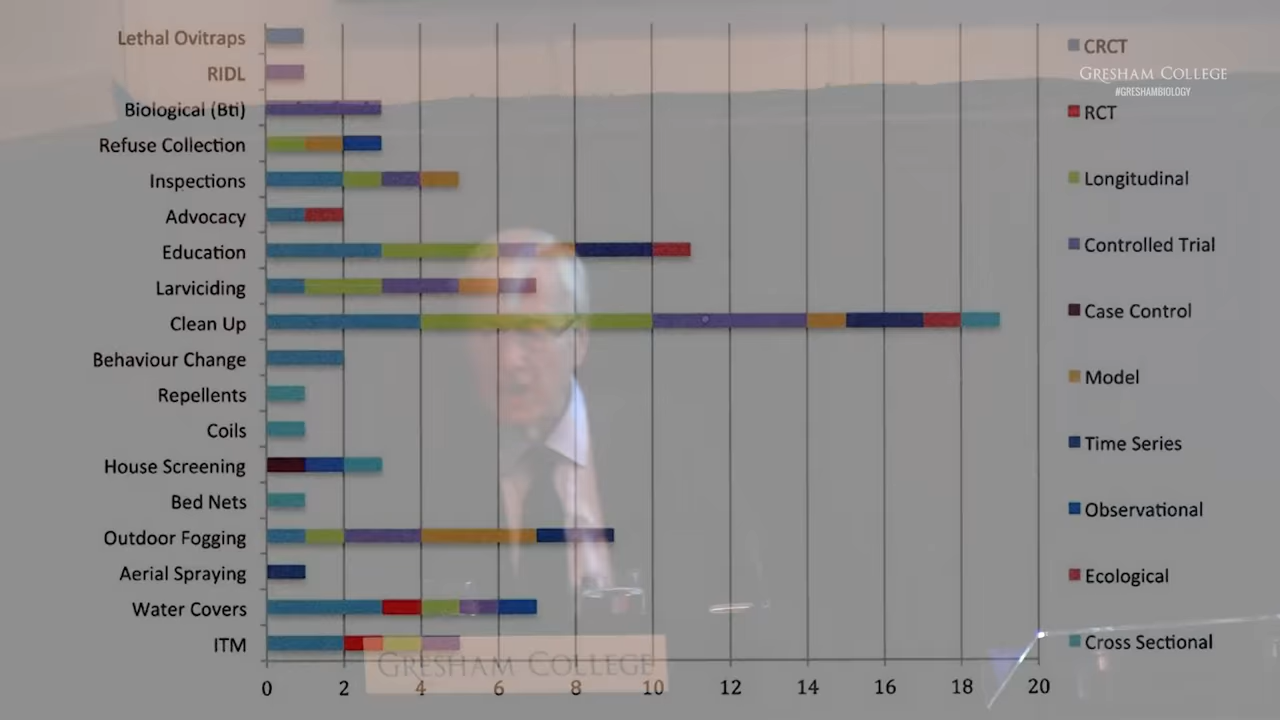 Lethal Ovitraps
RIDL
Biological (Bti)
Refuse Collection
Inspections
Advocacy
Education
Larviciding
Clean Up
Behaviour Change
Repellents
Coils
House Screening
Bed Nets
Outdoor Fogging
Aerial Spraying
Water Covers
ITM
0 2 4 6 8 10 12 14 16 18 20
CRCT
GRESHAM COLLEGE
#GRESHAMBIOLOGY
RCT
Longitudinal
Controlled Trial
Case Control
Model
Time Series
Observational
Ecological
Cross Sectional
GRESHAM COLLEGE